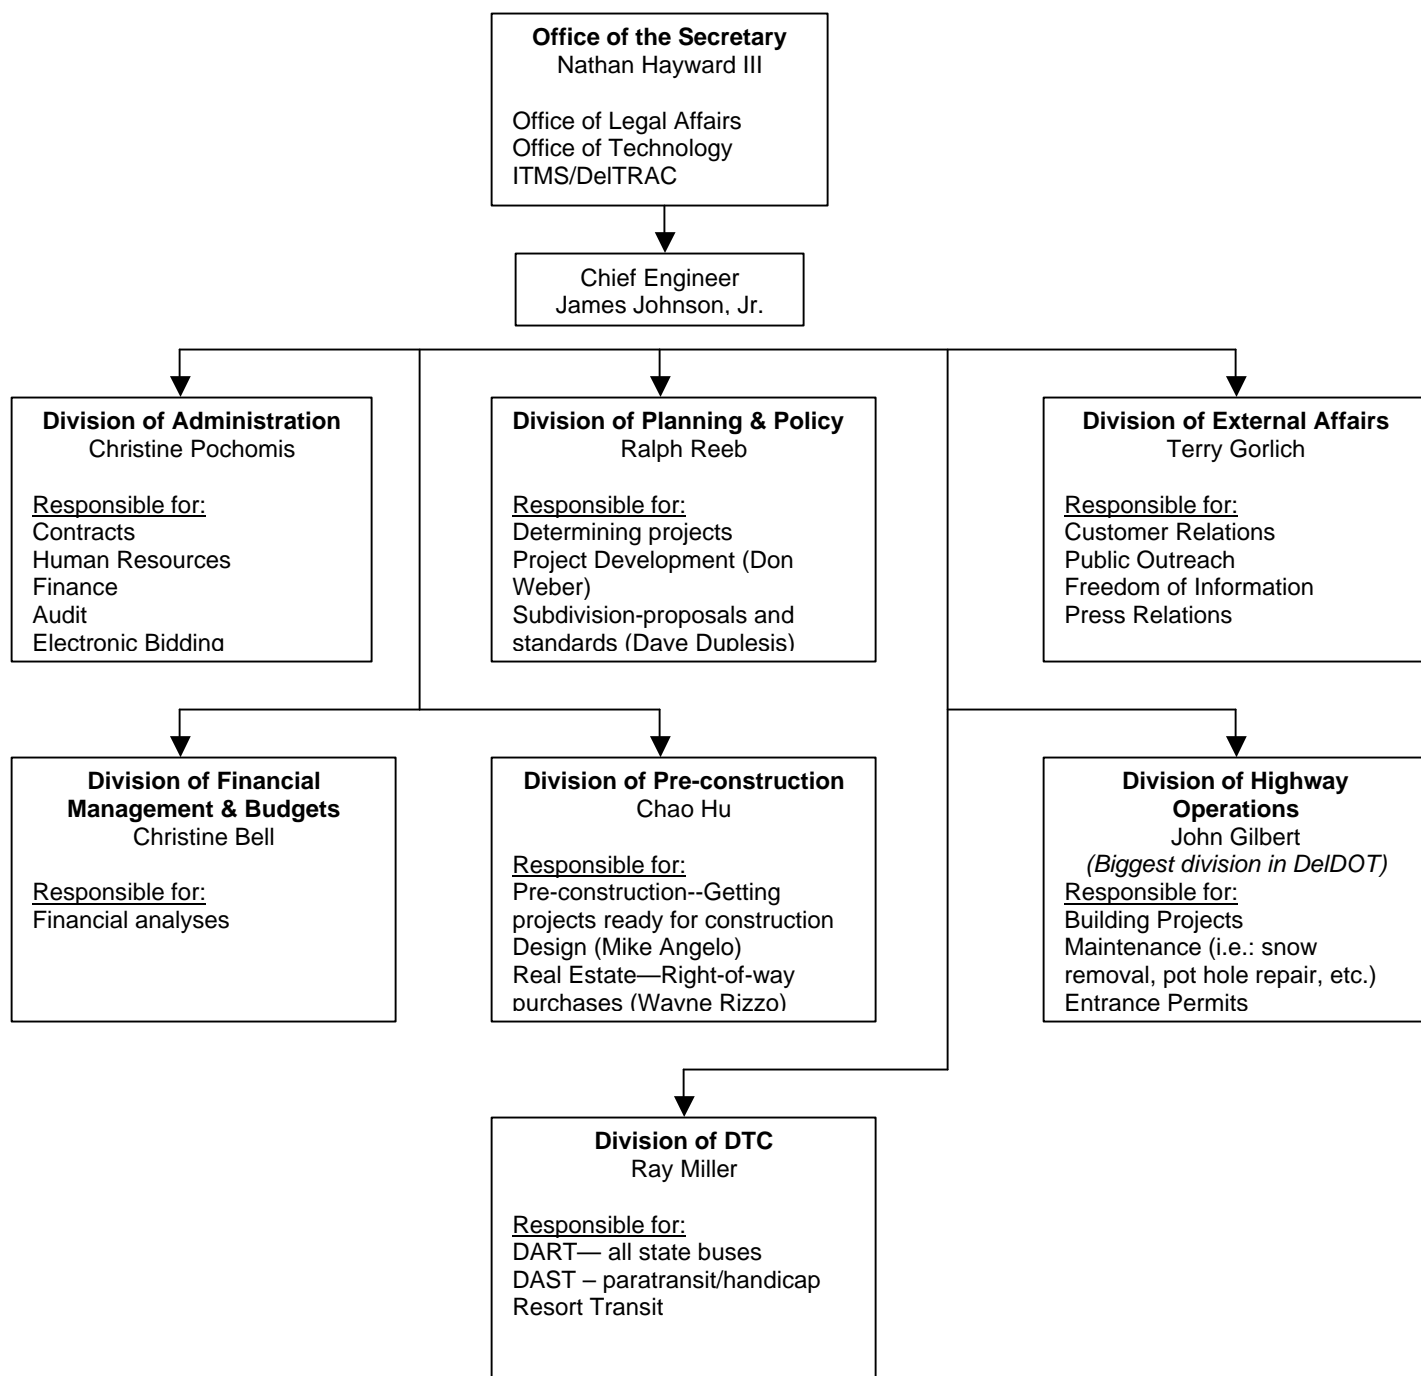 Office of the Secretary
Nathan Hayward III
Office of Legal Affairs
Office of Technology
ITMS/DelTRAC
Chief Engineer
James Johnson, Jr.
Division of Administration
Christine Pochomis
Responsible for:
Contracts
Human Resources
Finance
Audit
Electronic Bidding
Division of Planning & Policy
Ralph Reeb
Responsible for:
Determining projects
Project Development (Don
Weber)
Subdivision-proposals and
standards (Dave Duplesis)
Division of External Affairs
Terry Gorlich
Responsible for:
Customer Relations
Public Outreach
Freedom of Information
Press Relations
Division of Financial
Management & Budgets
Christine Bell
Responsible for:
Financial analyses
Division of Pre-construction
Chao Hu
Responsible for:
Pre-construction--Getting
projects ready for construction
Design (Mike Angelo)
Real Estate—Right-of-way
purchases (Wayne Rizzo)
Division of Highway
Operations
John Gilbert
(Biggest division in DelDOT)
Responsible for:
Building Projects
Maintenance (i.e.: snow
removal, pot hole repair, etc.)
Entrance Permits
Division of DTC
Ray Miller
Responsible for:
DART— all state buses
DAST – paratransit/handicap
Resort Transit